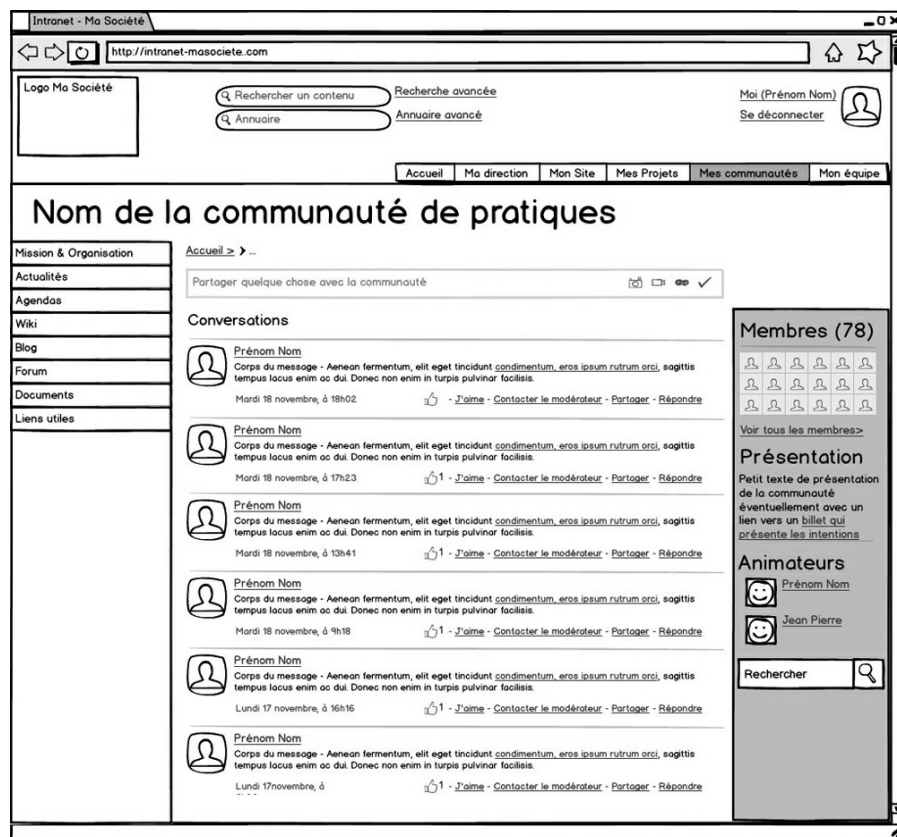 Intranet - Ma Société
http://intranet-masociete.com
Logo Ma Société
Rechercher un contenu
Recherche avancée
Annuaire
Annuaire avancé
Moi (Prénom Nom)
Se déconnecter
Accueil
Ma direction
Mon Site
Mes Projets
Mes communautés
Mon équipe
Nom de la communauté de pratiques
Mission & Organisation
Actualités
Agendas
Wiki
Blog
Forum
Documents
Liens utiles
Accueil > ❯ ...
Partager quelque chose avec la communauté
Conversations
Prénom Nom
Corps du message - Aenean fermentum, elit eget tincidunt condimentum, eros ipsum rutrum orci, sagittis
tempus lacus enim ac dui. Donec non enim in turpis pulvinar facilisis.
Mardi 18 novembre, à 18h02
- J'aime - Contacter le modérateur - Partager - Répondre
Prénom Nom
Corps du message - Aenean fermentum, elit eget tincidunt condimentum, eros ipsum rutrum orci, sagittis
tempus lacus enim ac dui. Donec non enim in turpis pulvinar facilisis.
Mardi 18 novembre, à 17h23
1 - J'aime - Contacter le modérateur - Partager - Répondre
Prénom Nom
Corps du message - Aenean fermentum, elit eget tincidunt condimentum, eros ipsum rutrum orci, sagittis
tempus lacus enim ac dui. Donec non enim in turpis pulvinar facilisis.
Mardi 18 novembre, à 13h41
1 - J'aime - Contacter le modérateur - Partager - Répondre
Prénom Nom
Corps du message - Aenean fermentum, elit eget tincidunt condimentum, eros ipsum rutrum orci, sagittis
tempus lacus enim ac dui. Donec non enim in turpis pulvinar facilisis.
Mardi 18 novembre, à 9h18
1 - J'aime - Contacter le modérateur - Partager - Répondre
Prénom Nom
Corps du message - Aenean fermentum, elit eget tincidunt condimentum, eros ipsum rutrum orci, sagittis
tempus lacus enim ac dui. Donec non enim in turpis pulvinar facilisis.
Lundi 17 novembre, à 16h16
1 - J'aime - Contacter le modérateur - Partager - Répondre
Prénom Nom
Corps du message - Aenean fermentum, elit eget tincidunt condimentum, eros ipsum rutrum orci, sagittis
tempus lacus enim ac dui. Donec non enim in turpis pulvinar facilisis.
Lundi 17novembre, à
1 - J'aime - Contacter le modérateur - Partager - Répondre
Membres (78)
Voir tous les membres>
Présentation
Petit texte de présentation
de la communauté
éventuellement avec un
lien vers un billet qui
présente les intentions
Animateurs
Prénom Nom
Jean Pierre
Rechercher